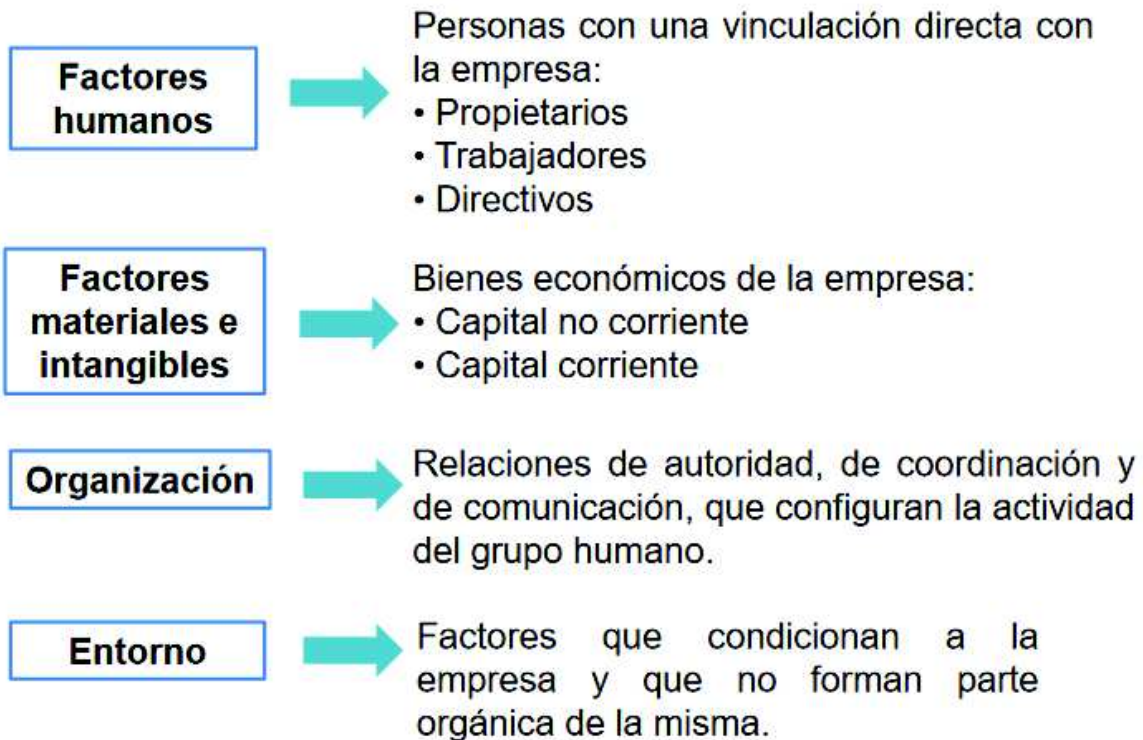 Factores
humanos
Personas con una vinculación directa con
la empresa:
• Propietarios
• Trabajadores
• Directivos
Factores
materiales e
intangibles
Bienes económicos de la empresa:
• Capital no corriente
• Capital corriente
Organización
Relaciones de autoridad, de coordinación y
de comunicación, que configuran la actividad
del grupo humano.
Entorno
Factores que condicionan a la
empresa y que no forman parte
orgánica de la misma.